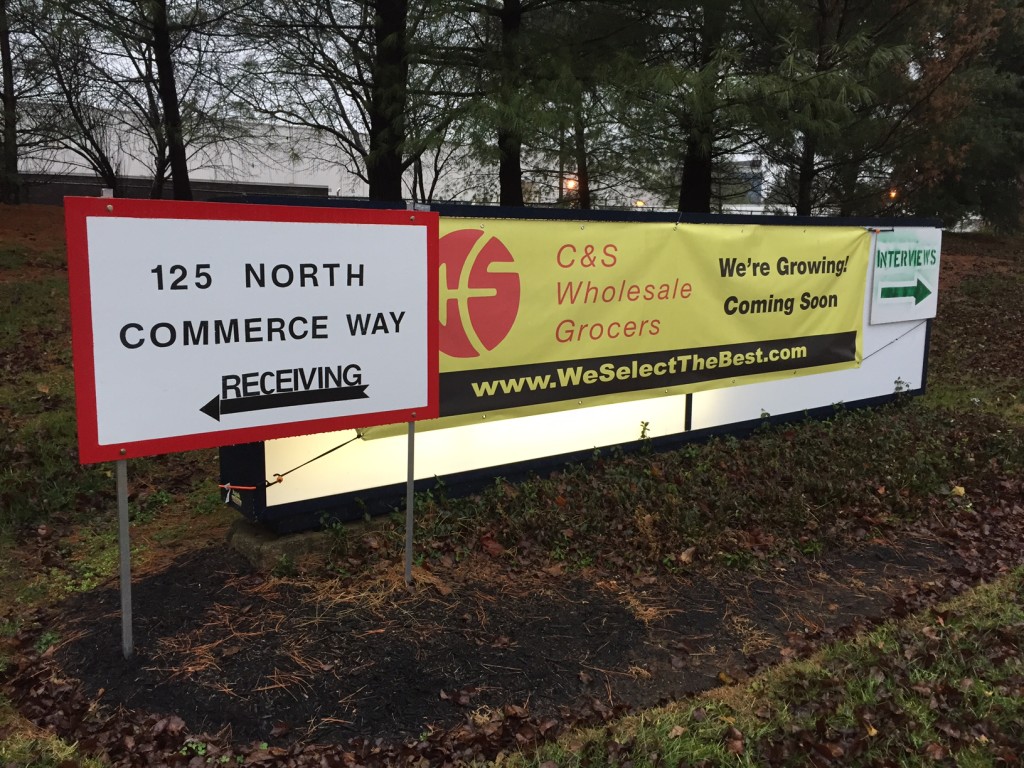 125 NORTH
COMMERCE WAY
RECEIVING
C&S
C&S
Wholesale
Grocers
We're Growing!
Coming Soon
www.WeSelectTheBest.com
INTERVIEWS